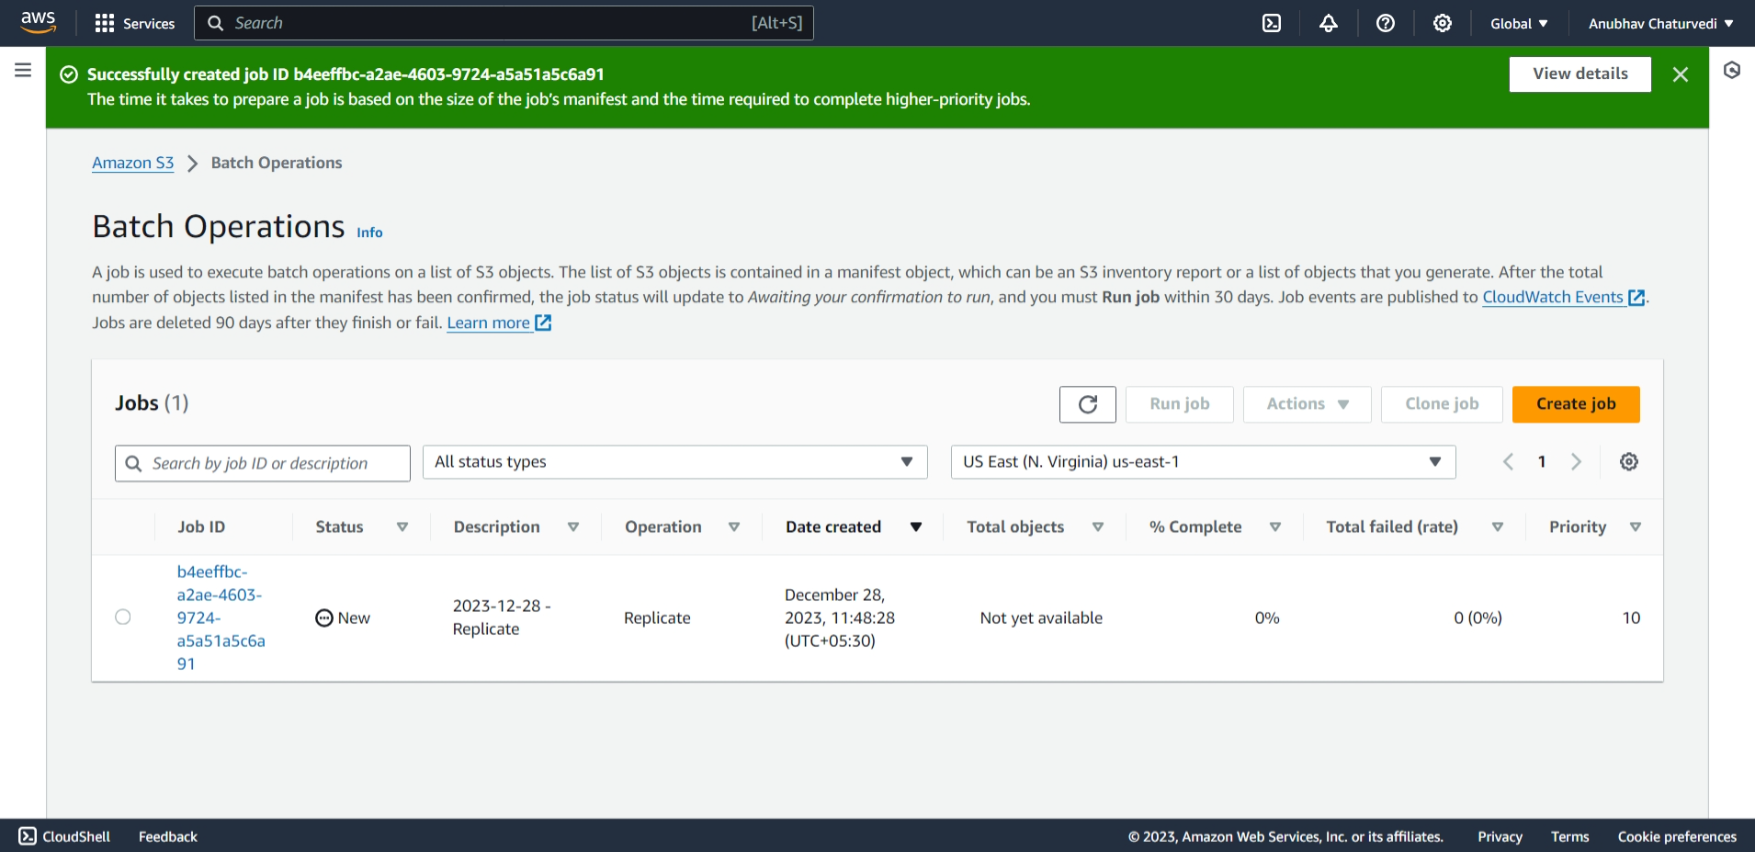 aws
Services
Search
[Alt+S]
Global
Anubhav Chaturvedi
Successfully created job ID b4eeffbc-a2ae-4603-9724-a5a51a5c6a91
The time it takes to prepare a job is based on the size of the job's manifest and the time required to complete higher-priority jobs.
View details
Amazon S3
Batch Operations
Batch Operations
Info
A job is used to execute batch operations on a list of S3 objects. The list of S3 objects is contained in a manifest object, which can be an S3 inventory report or a list of objects that you generate. After the total
number of objects listed in the manifest has been confirmed, the job status will update to Awaiting your confirmation to run, and you must Run job within 30 days. Job events are published to CloudWatch Events.
Jobs are deleted 90 days after they finish or fail. Learn more
Jobs (1)
Run job
Actions
Clone job
Create job
Search by job ID or description
All status types
US East (N. Virginia) us-east-1
1
Job ID
Status
Description
Operation
Date created
Total objects
% Complete
Total failed (rate)
Priority
b4eeffbc-
a2ae-4603-
9724-
a5a51a5c6a
91
New
2023-12-28 -
Replicate
Replicate
December 28,
2023, 11:48:28
(UTC+05:30)
Not yet available
0%
0 (0%)
10
CloudShell
Feedback
© 2023, Amazon Web Services, Inc. or its affiliates.
Privacy
Terms
Cookie preferences